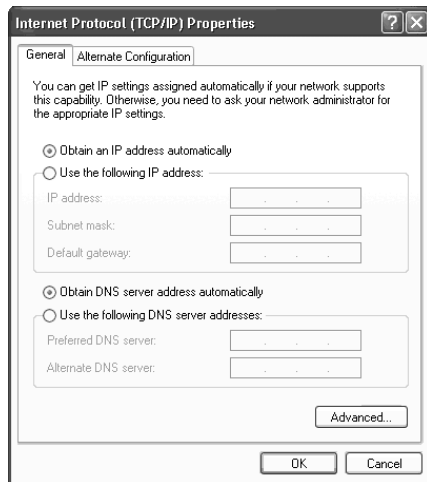 Internet Protocol (TCP/IP) Properties
General
Alternate Configuration
You can get IP settings assigned automatically if your network supports
this capability. Otherwise, you need to ask your network administrator for
the appropriate IP settings.
Obtain an IP address automatically
Use the following IP address:
IP address:
Subnet mask:
Default gateway:
Obtain DNS server address automatically
Use the following DNS server addresses:
Preferred DNS server:
Alternate DNS server:
Advanced...
OK
Cancel